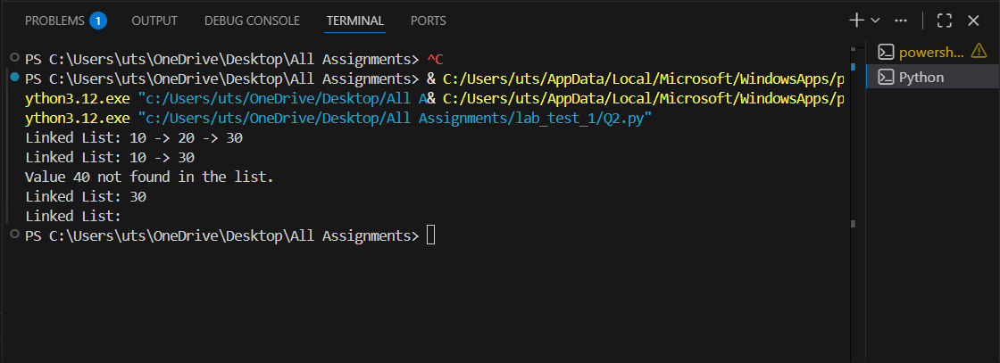 PROBLEMS 1 OUTPUT DEBUG CONSOLE TERMINAL PORTS
PS C:\Users\uts\OneDrive\Desktop\All Assignments> ^C
PS C:\Users\uts\OneDrive\Desktop\All Assignments> & C:/Users/uts/AppData/Local/Microsoft/WindowsApps/p
ython3.12.exe "c:/Users/uts/OneDrive/Desktop/All A& C:/Users/uts/AppData/Local/Microsoft/WindowsApps/p
ython3.12.exe "c:/Users/uts/OneDrive/Desktop/All Assignments/lab_test_1/Q2.py"
Linked List: 10 -> 20 -> 30
Linked List: 10 -> 30
Value 40 not found in the list.
Linked List: 30
Linked List:
PS C:\Users\uts\OneDrive\Desktop\All Assignments>
powersh...
Python